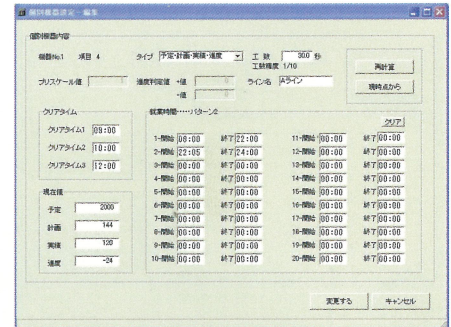 個別機器設定 - 編集
個別機器内容
機器No.1 項目 4 タイプ 予定・計画・実績・進度 工 数 30.0 秒
工数精度 1/10
再計算
プリスケール値 進度判定値 +値 0 ライン名 Aライン
-値 0
現時点から
クリアタイム
クリアタイム1 08:00
クリアタイム2 10:00
クリアタイム3 12:00
現在値
予定 2000
計画 144
実績 120
進度 -24
就業時間・・・・・パターン2
クリア
1-開始 08:00 終了 22:00 11-開始 00:00 終了 00:00
2-開始 22:05 終了 24:00 12-開始 00:00 終了 00:00
3-開始 00:00 終了 00:00 13-開始 00:00 終了 00:00
4-開始 00:00 終了 00:00 14-開始 00:00 終了 00:00
5-開始 00:00 終了 00:00 15-開始 00:00 終了 00:00
6-開始 00:00 終了 00:00 16-開始 00:00 終了 00:00
7-開始 00:00 終了 00:00 17-開始 00:00 終了 00:00
8-開始 00:00 終了 00:00 18-開始 00:00 終了 00:00
9-開始 00:00 終了 00:00 19-開始 00:00 終了 00:00
10-開始 00:00 終了 00:00 20-開始 00:00 終了 00:00
変更する キャンセル